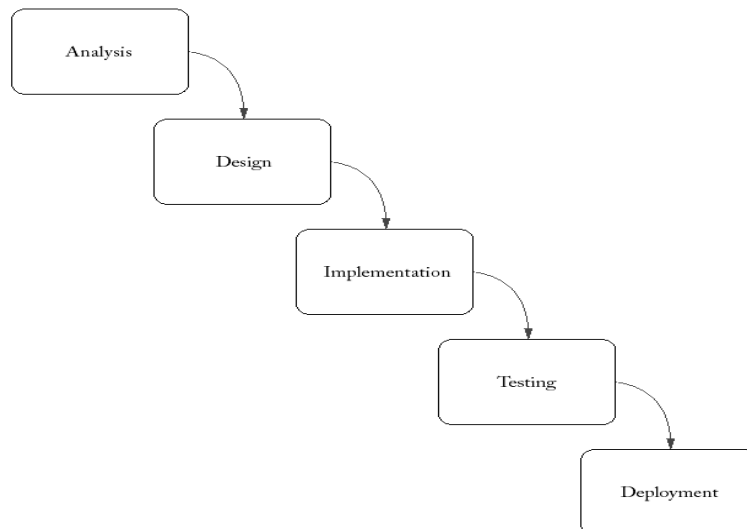 Analysis
Design
Implementation
Testing
Deployment